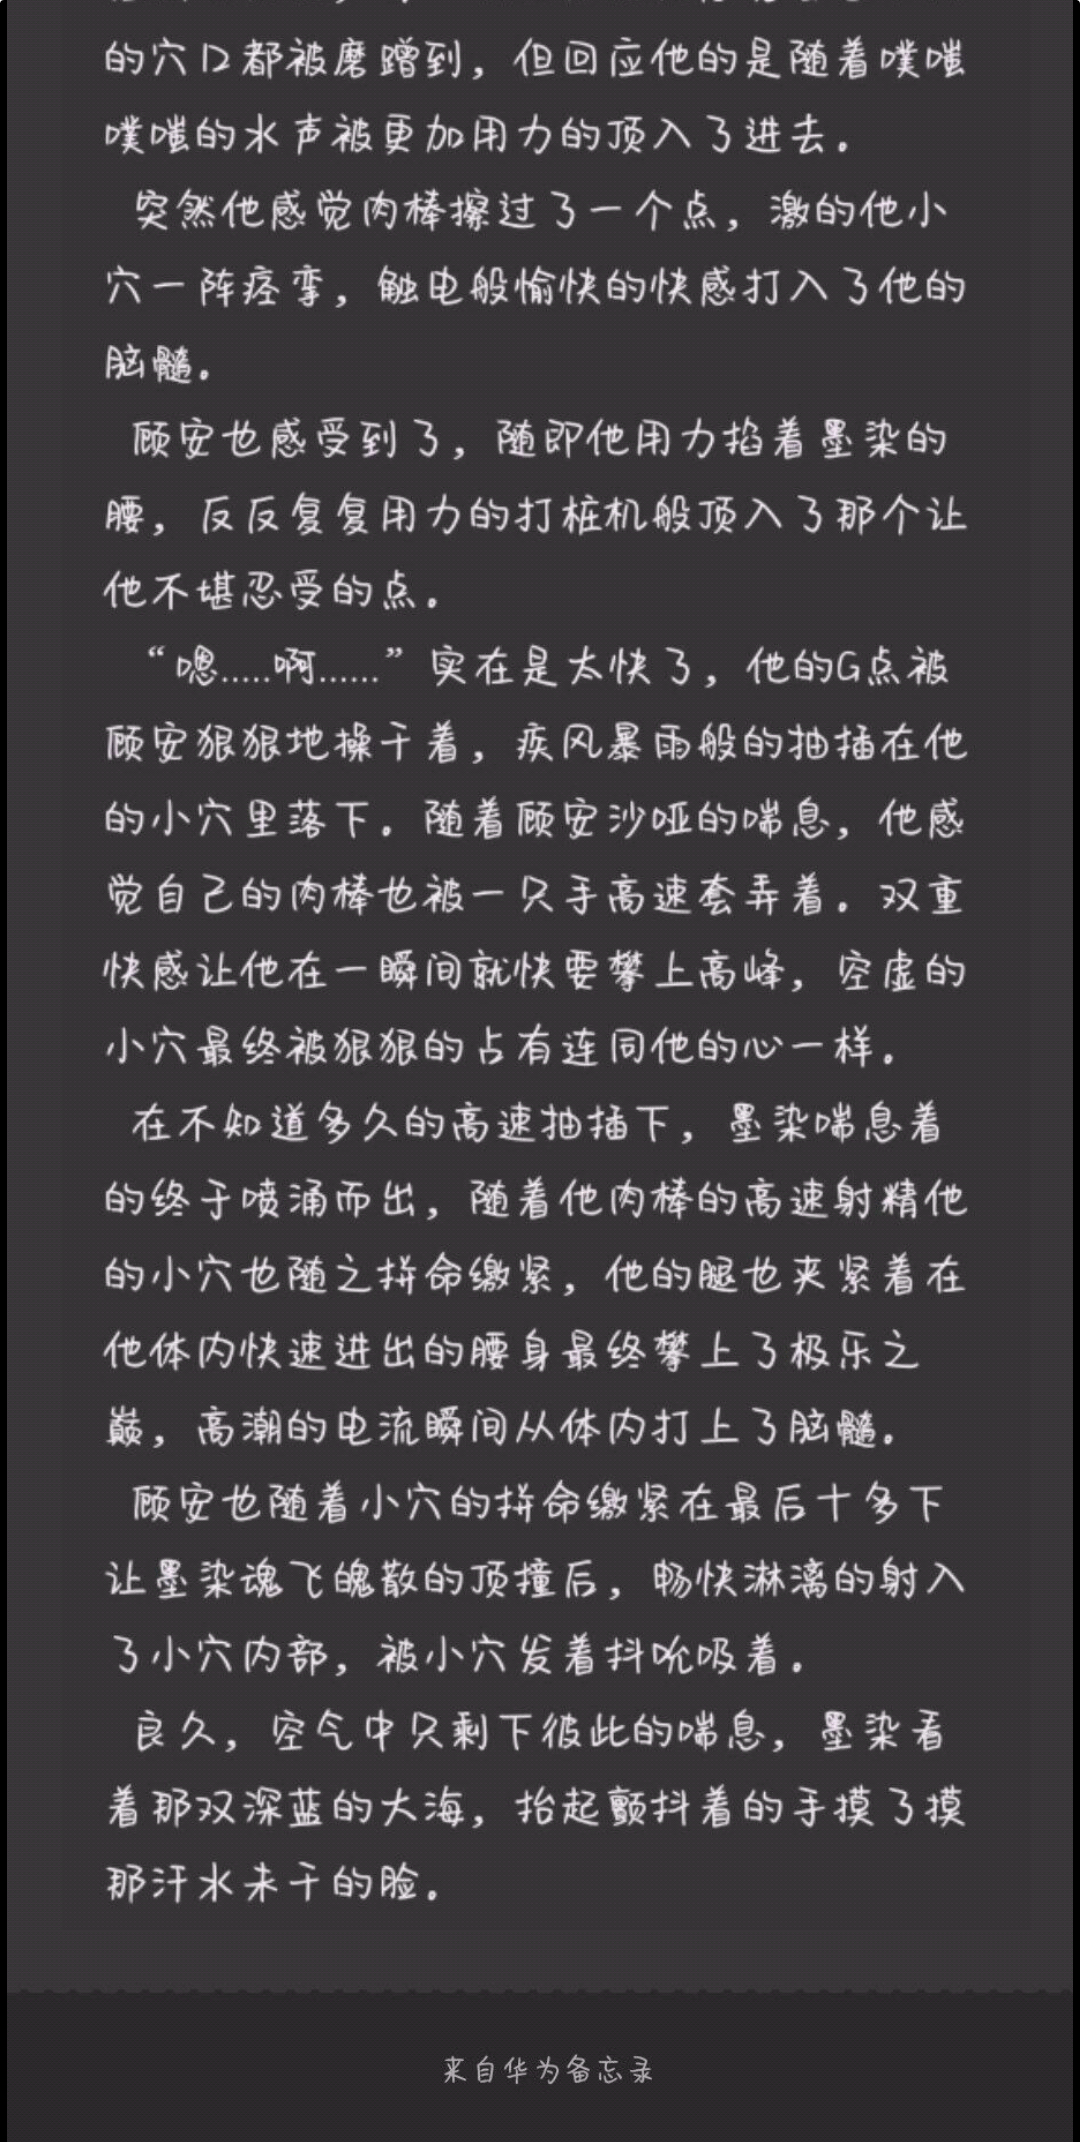 的穴口都被磨蹭到，但回应他的是随着噗嗤
噗嗤的水声被更加用力的顶入了进去。
突然他感觉肉棒擦过了一个点，激的他小
穴一阵痉挛，触电般愉快的快感打入了他的
脑髓。
顾安也感受到了，随即他用力掐着墨染的
腰，反反复复用力的打桩机般顶入了那个让
他不堪忍受的点。
“嗯.....啊......”实在是太快了，他的G点被
顾安狠狠地操干着，疾风暴雨般的抽插在他
的小穴里落下。随着顾安沙哑的喘息，他感
觉自己的肉棒也被一只手高速套弄着。双重
快感让他在一瞬间就快要攀上高峰，空虚的
小穴最终被狠狠的占有连同他的心一样。
在不知道多久的高速抽插下，墨染喘息着
的终于喷涌而出，随着他肉棒的高速射精他
的小穴也随之拼命缴紧，他的腿也夹紧着在
他体内快速进出的腰身最终攀上了极乐之
巅，高潮的电流瞬间从体内打上了脑髓。
顾安也随着小穴的拼命缴紧在最后十多下
让墨染魂飞魄散的顶撞后，畅快淋漓的射入
了小穴内部，被小穴发着抖吮吸着。
良久，空气中只剩下彼此的喘息，墨染看
着那双深蓝的大海，抬起颤抖着的手摸了摸
那汗水未干的脸。
来自华为备忘录